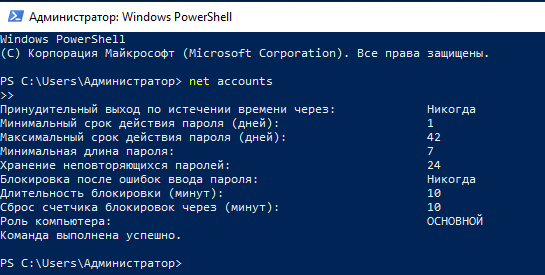 Администратор: Windows PowerShell
Windows PowerShell
(C) Корпорация Майкрософт (Microsoft Corporation). Все права защищены.
PS C:\Users\Администратор> net accounts
>>
Принудительный выход по истечении времени через: Никогда
Минимальный срок действия пароля (дней): 1
Максимальный срок действия пароля (дней): 42
Минимальная длина пароля: 7
Хранение неповторяющихся паролей: 24
Блокировка после ошибок ввода пароля: Никогда
Длительность блокировки (минут): 10
Сброс счетчика блокировок через (минут): 10
Роль компьютера: ОСНОВНОЙ
Команда выполнена успешно.
PS C:\Users\Администратор>